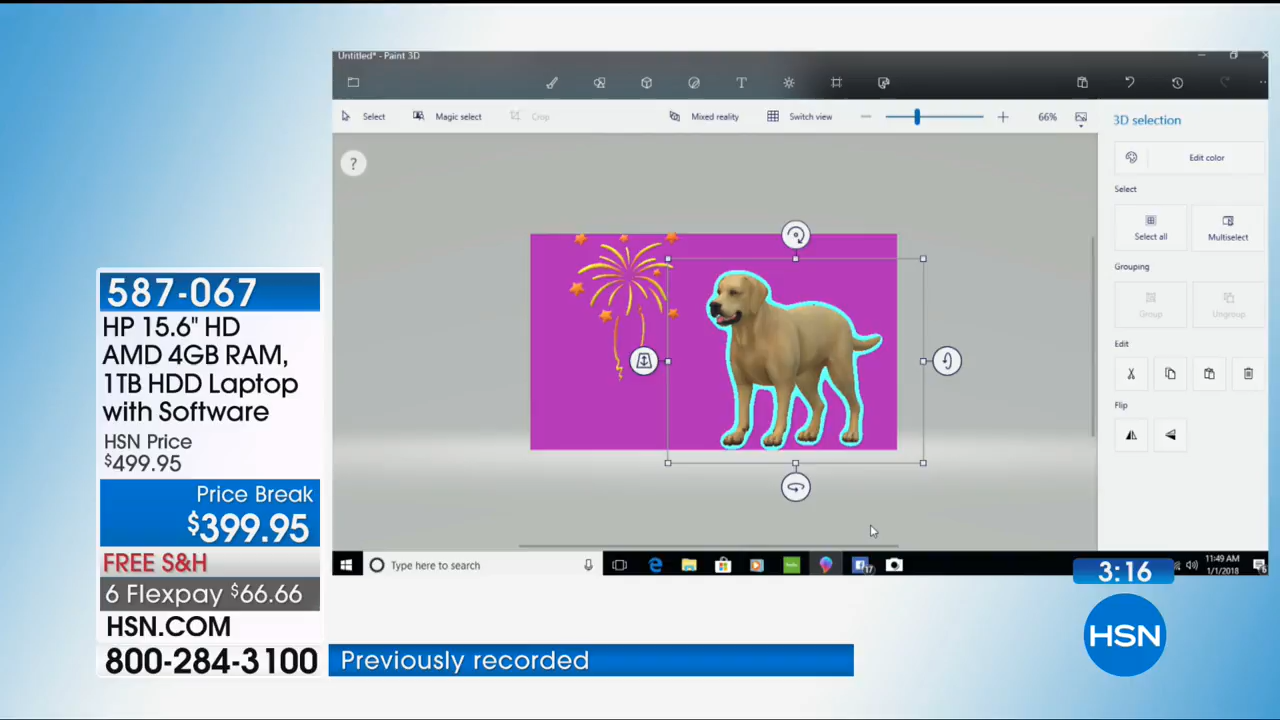 587-067
HP 15.6" HD
AMD 4GB RAM,
1TB HDD Laptop
with Software
HSN Price
$499.95
Price Break
$399.95
FREE S&H
6 Flexpay $66.66
HSN.COM
800-284-3100
Previously recorded
Untitled* - Paint 3D
Select
Magic select
Crop
Mixed reality
Switch view
66%
?
3D selection
Edit color
Select
Select all
Multiselect
Grouping
Group
Ungroup
Edit
Flip
Type here to search
hulu
17
11:49 AM
1/1/2018
6
3:16
HSN